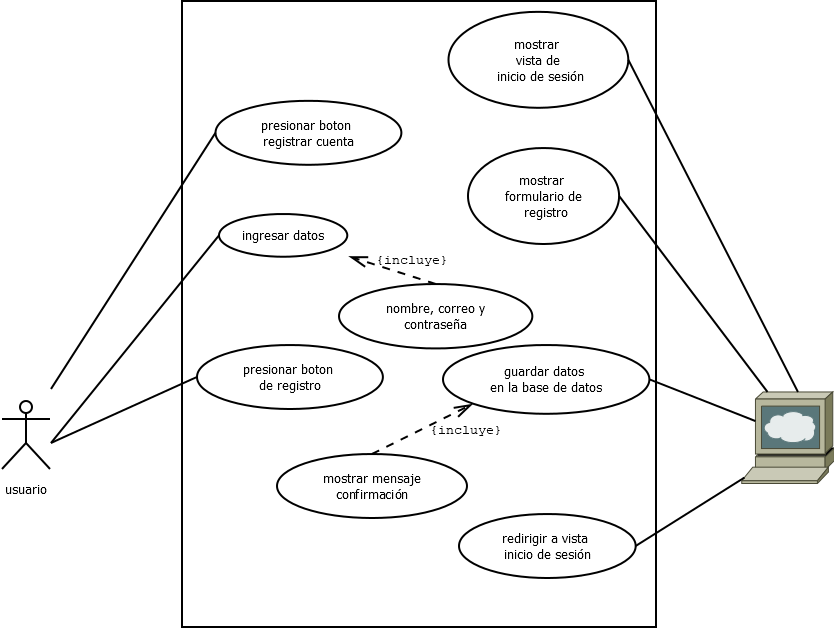 mostrar
vista de
inicio de sesión
presionar boton
registrar cuenta
mostrar
formulario de
registro
ingresar datos
{incluye}
nombre, correo y
contraseña
presionar boton
de registro
guardar datos
en la base de datos
{incluye}
mostrar mensaje
confirmación
usuario
redirigir a vista
inicio de sesión